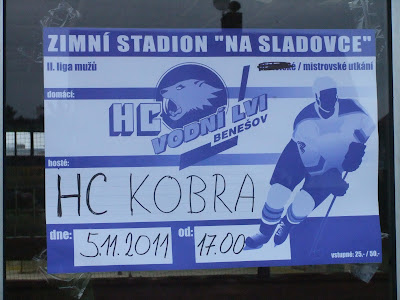 ZIMNÍ STADION "NA SLADOVCE"
II. liga mužů / mistrovské utkání
domácí:
HC VODNÍ LVI
BENEŠOV
hosté:
HC KOBRA
dne: 5.11.2011 od: 17.00
vstupné: 25,- / 50,-